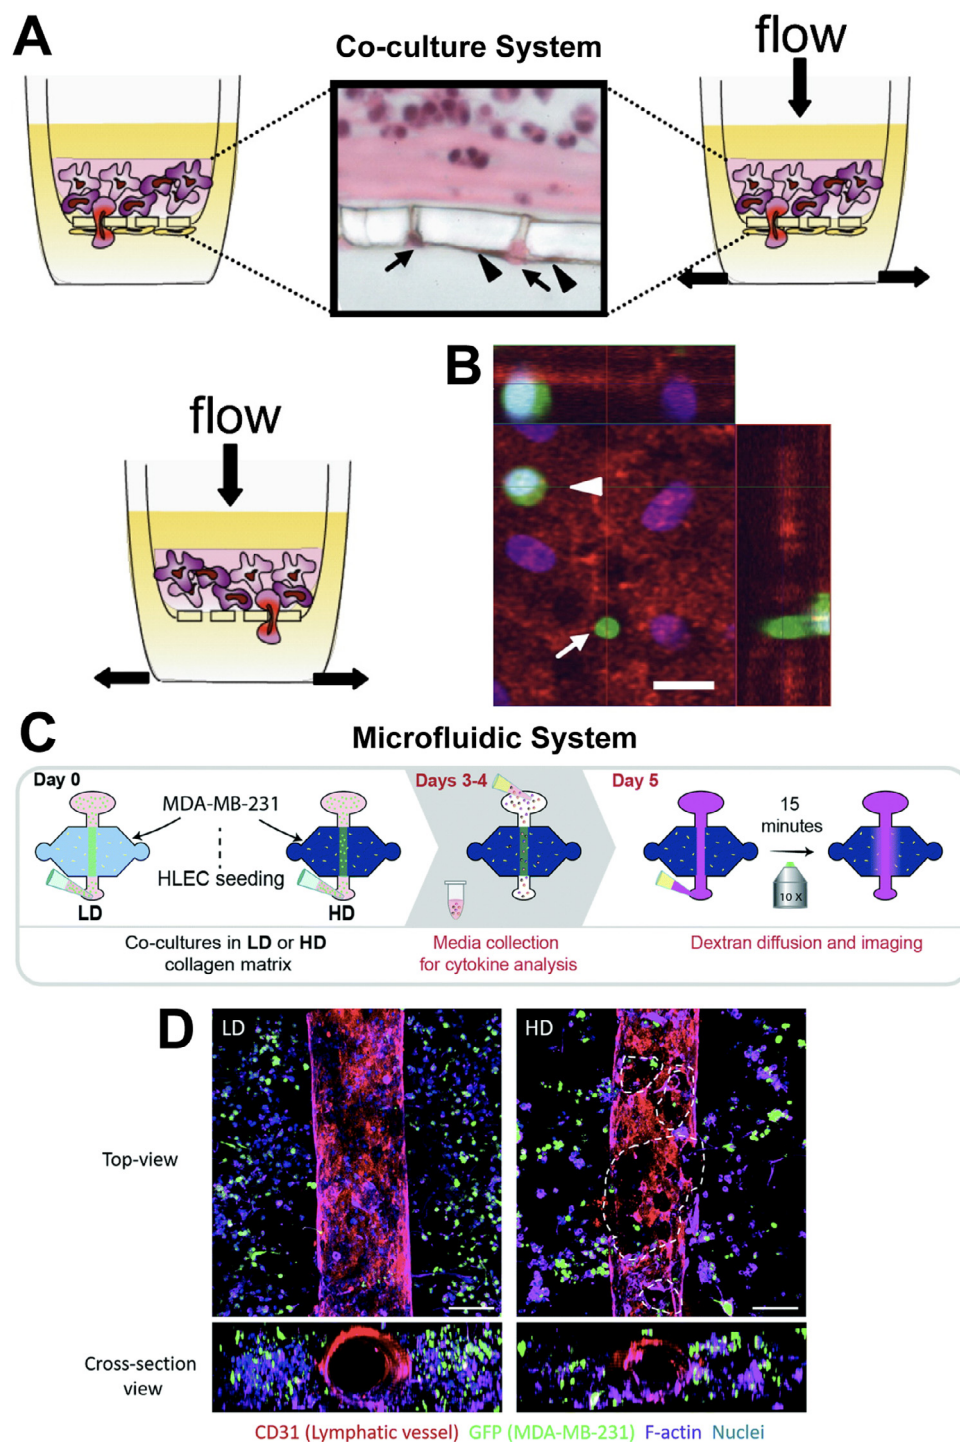 A
Co-culture System
flow
flow
B
C
Microfluidic System
Day 0
MDA-MB-231
HLEC seeding
LD
HD
Co-cultures in LD or HD
collagen matrix
Days 3-4
Media collection
for cytokine analysis
Day 5
15
minutes
10 X
Dextran diffusion and imaging
D
LD
HD
Top-view
Cross-section
view
CD31 (Lymphatic vessel) GFP (MDA-MB-231) F-actin Nuclei